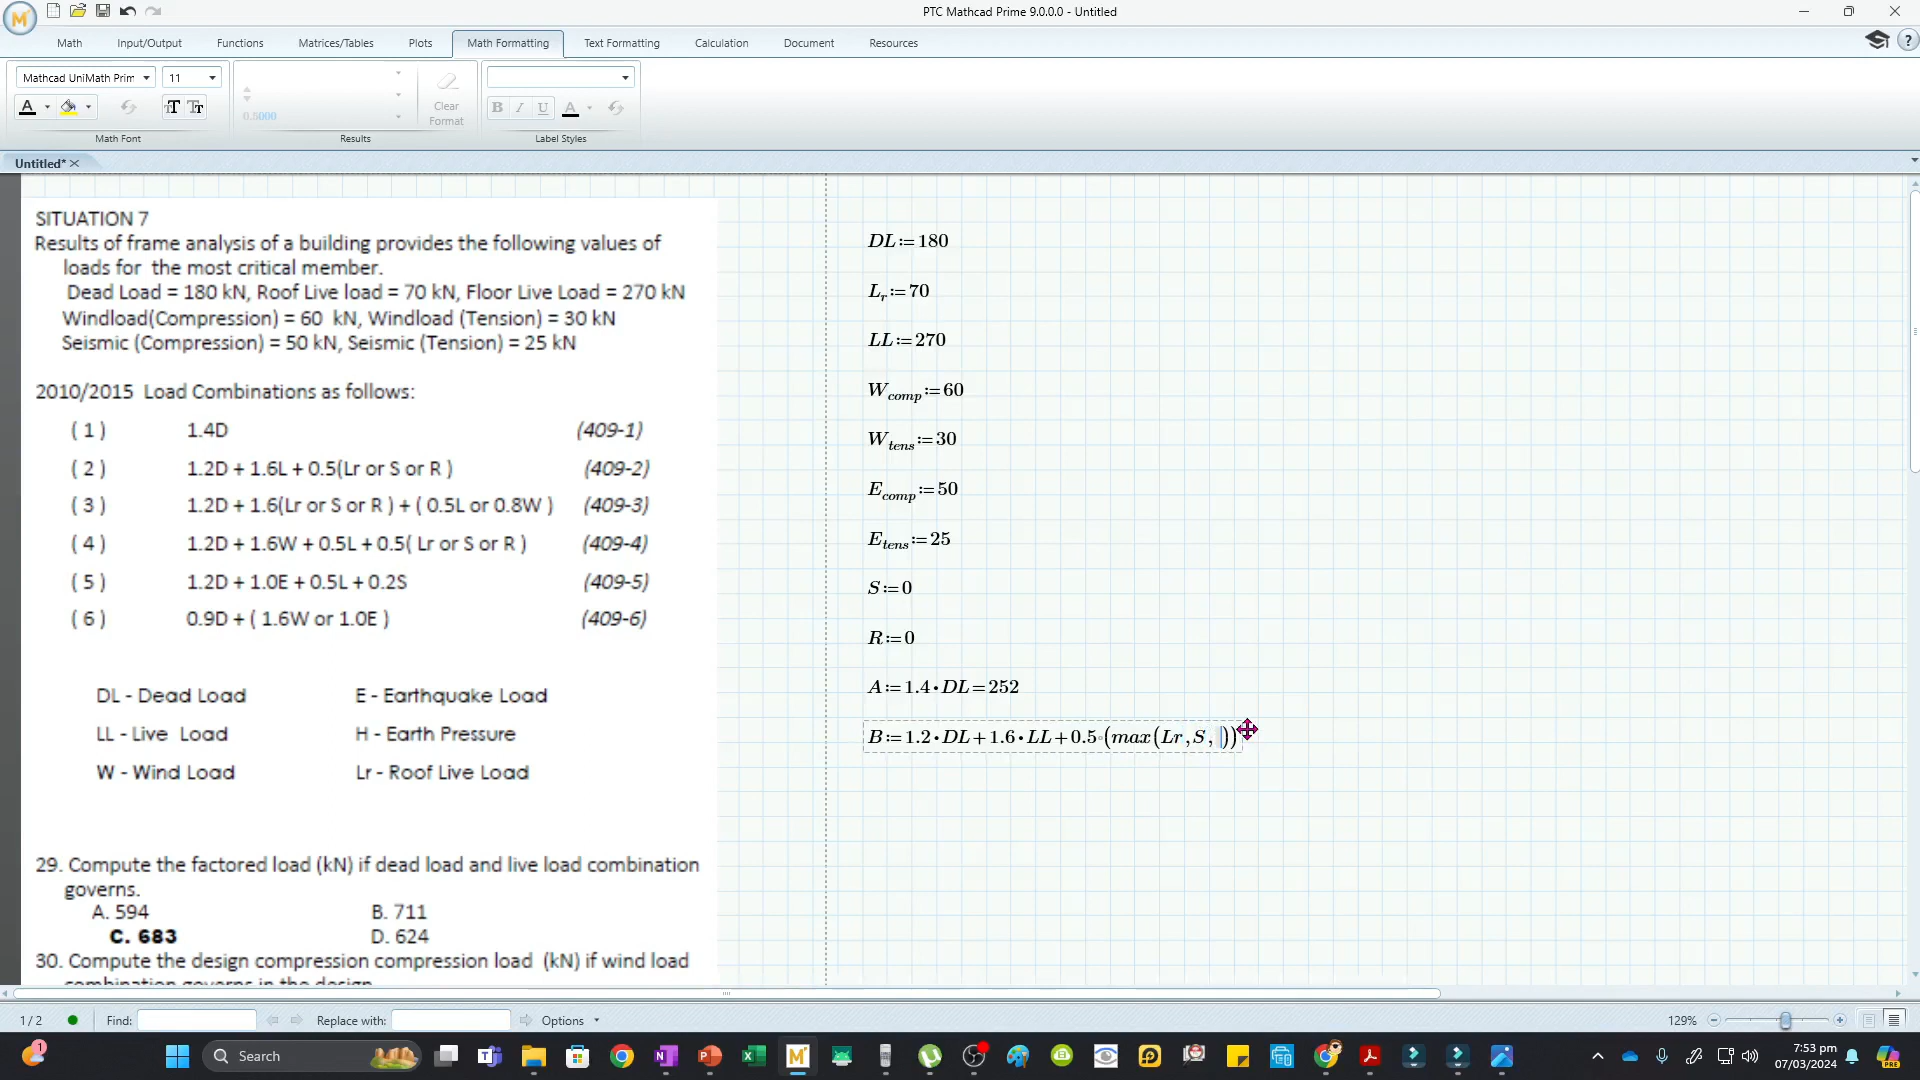 PTC Mathcad Prime 9.0.0.0 - Untitled
Math Input/Output Functions Matrices/Tables Plots Math Formatting Text Formatting Calculation Document Resources
Mathcad UniMath Prim 11
0.5000
Clear Format
B I U A
Math Font Results Label Styles
Untitled*
SITUATION 7
Results of frame analysis of a building provides the following values of
loads for the most critical member.
Dead Load = 180 kN, Roof Live load = 70 kN, Floor Live Load = 270 kN
Windload(Compression) = 60 kN, Windload (Tension) = 30 kN
Seismic (Compression) = 50 kN, Seismic (Tension) = 25 kN
2010/2015 Load Combinations as follows:
( 1 ) 1.4D (409-1)
( 2 ) 1.2D + 1.6L + 0.5(Lr or S or R ) (409-2)
( 3 ) 1.2D + 1.6(Lr or S or R ) + ( 0.5L or 0.8W ) (409-3)
( 4 ) 1.2D + 1.6W + 0.5L + 0.5( Lr or S or R ) (409-4)
( 5 ) 1.2D + 1.0E + 0.5L + 0.2S (409-5)
( 6 ) 0.9D + ( 1.6W or 1.0E ) (409-6)
DL - Dead Load E - Earthquake Load
LL - Live Load H - Earth Pressure
W - Wind Load Lr - Roof Live Load
29. Compute the factored load (kN) if dead load and live load combination
governs.
A. 594 B. 711
C. 683 D. 624
30. Compute the design compression compression load (kN) if wind load
combination governs in the design
DL:=180
Lr:=70
LL:=270
Wcomp:=60
Wtens:=30
Ecomp:=50
Etens:=25
S:=0
R:=0
A:=1.4•DL=252
B:=1.2•DL+1.6•LL+0.5·(max(Lr,S, ))
1 / 2 Find: Replace with: Options 129%
Search
7:53 pm
07/03/2024